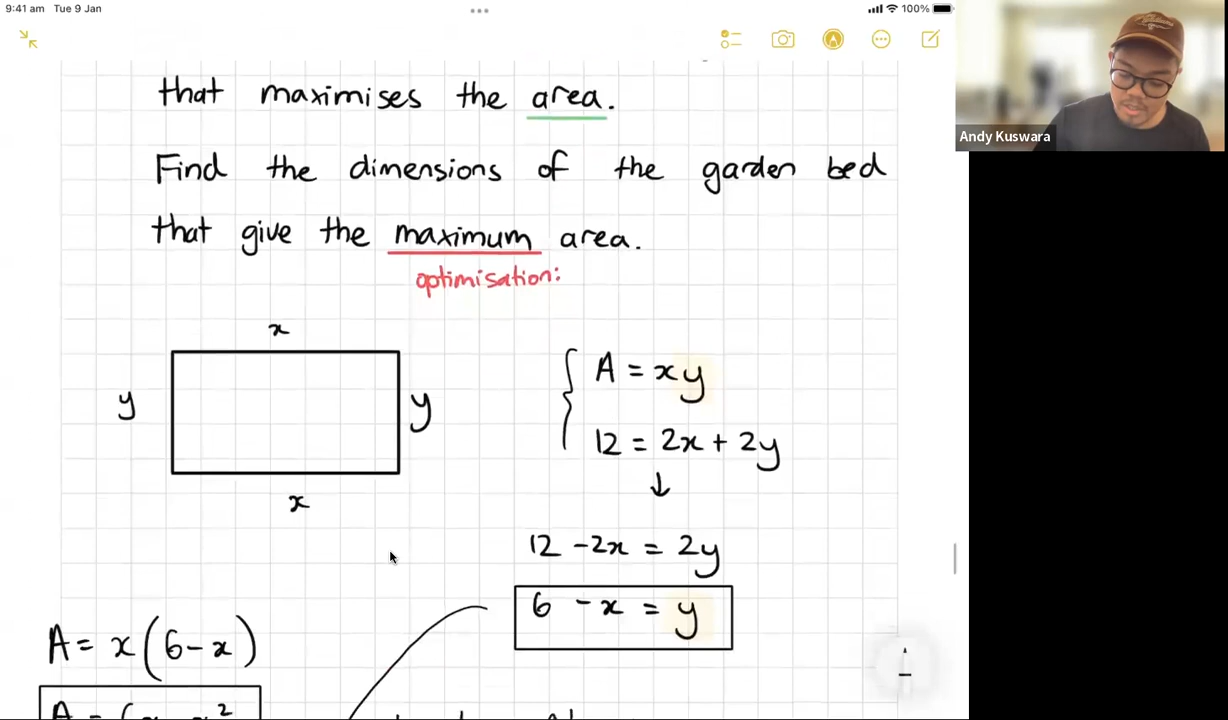 9:41 am Tue 9 Jan
100%
that maximises the area.
Andy Kuswara
Find the dimensions of the garden bed
that give the maximum area.
optimisation:
x
y
y
x
A = xy
12 = 2x + 2y
↓
12 - 2x = 2y
6 - x = y
A = x(6-x)